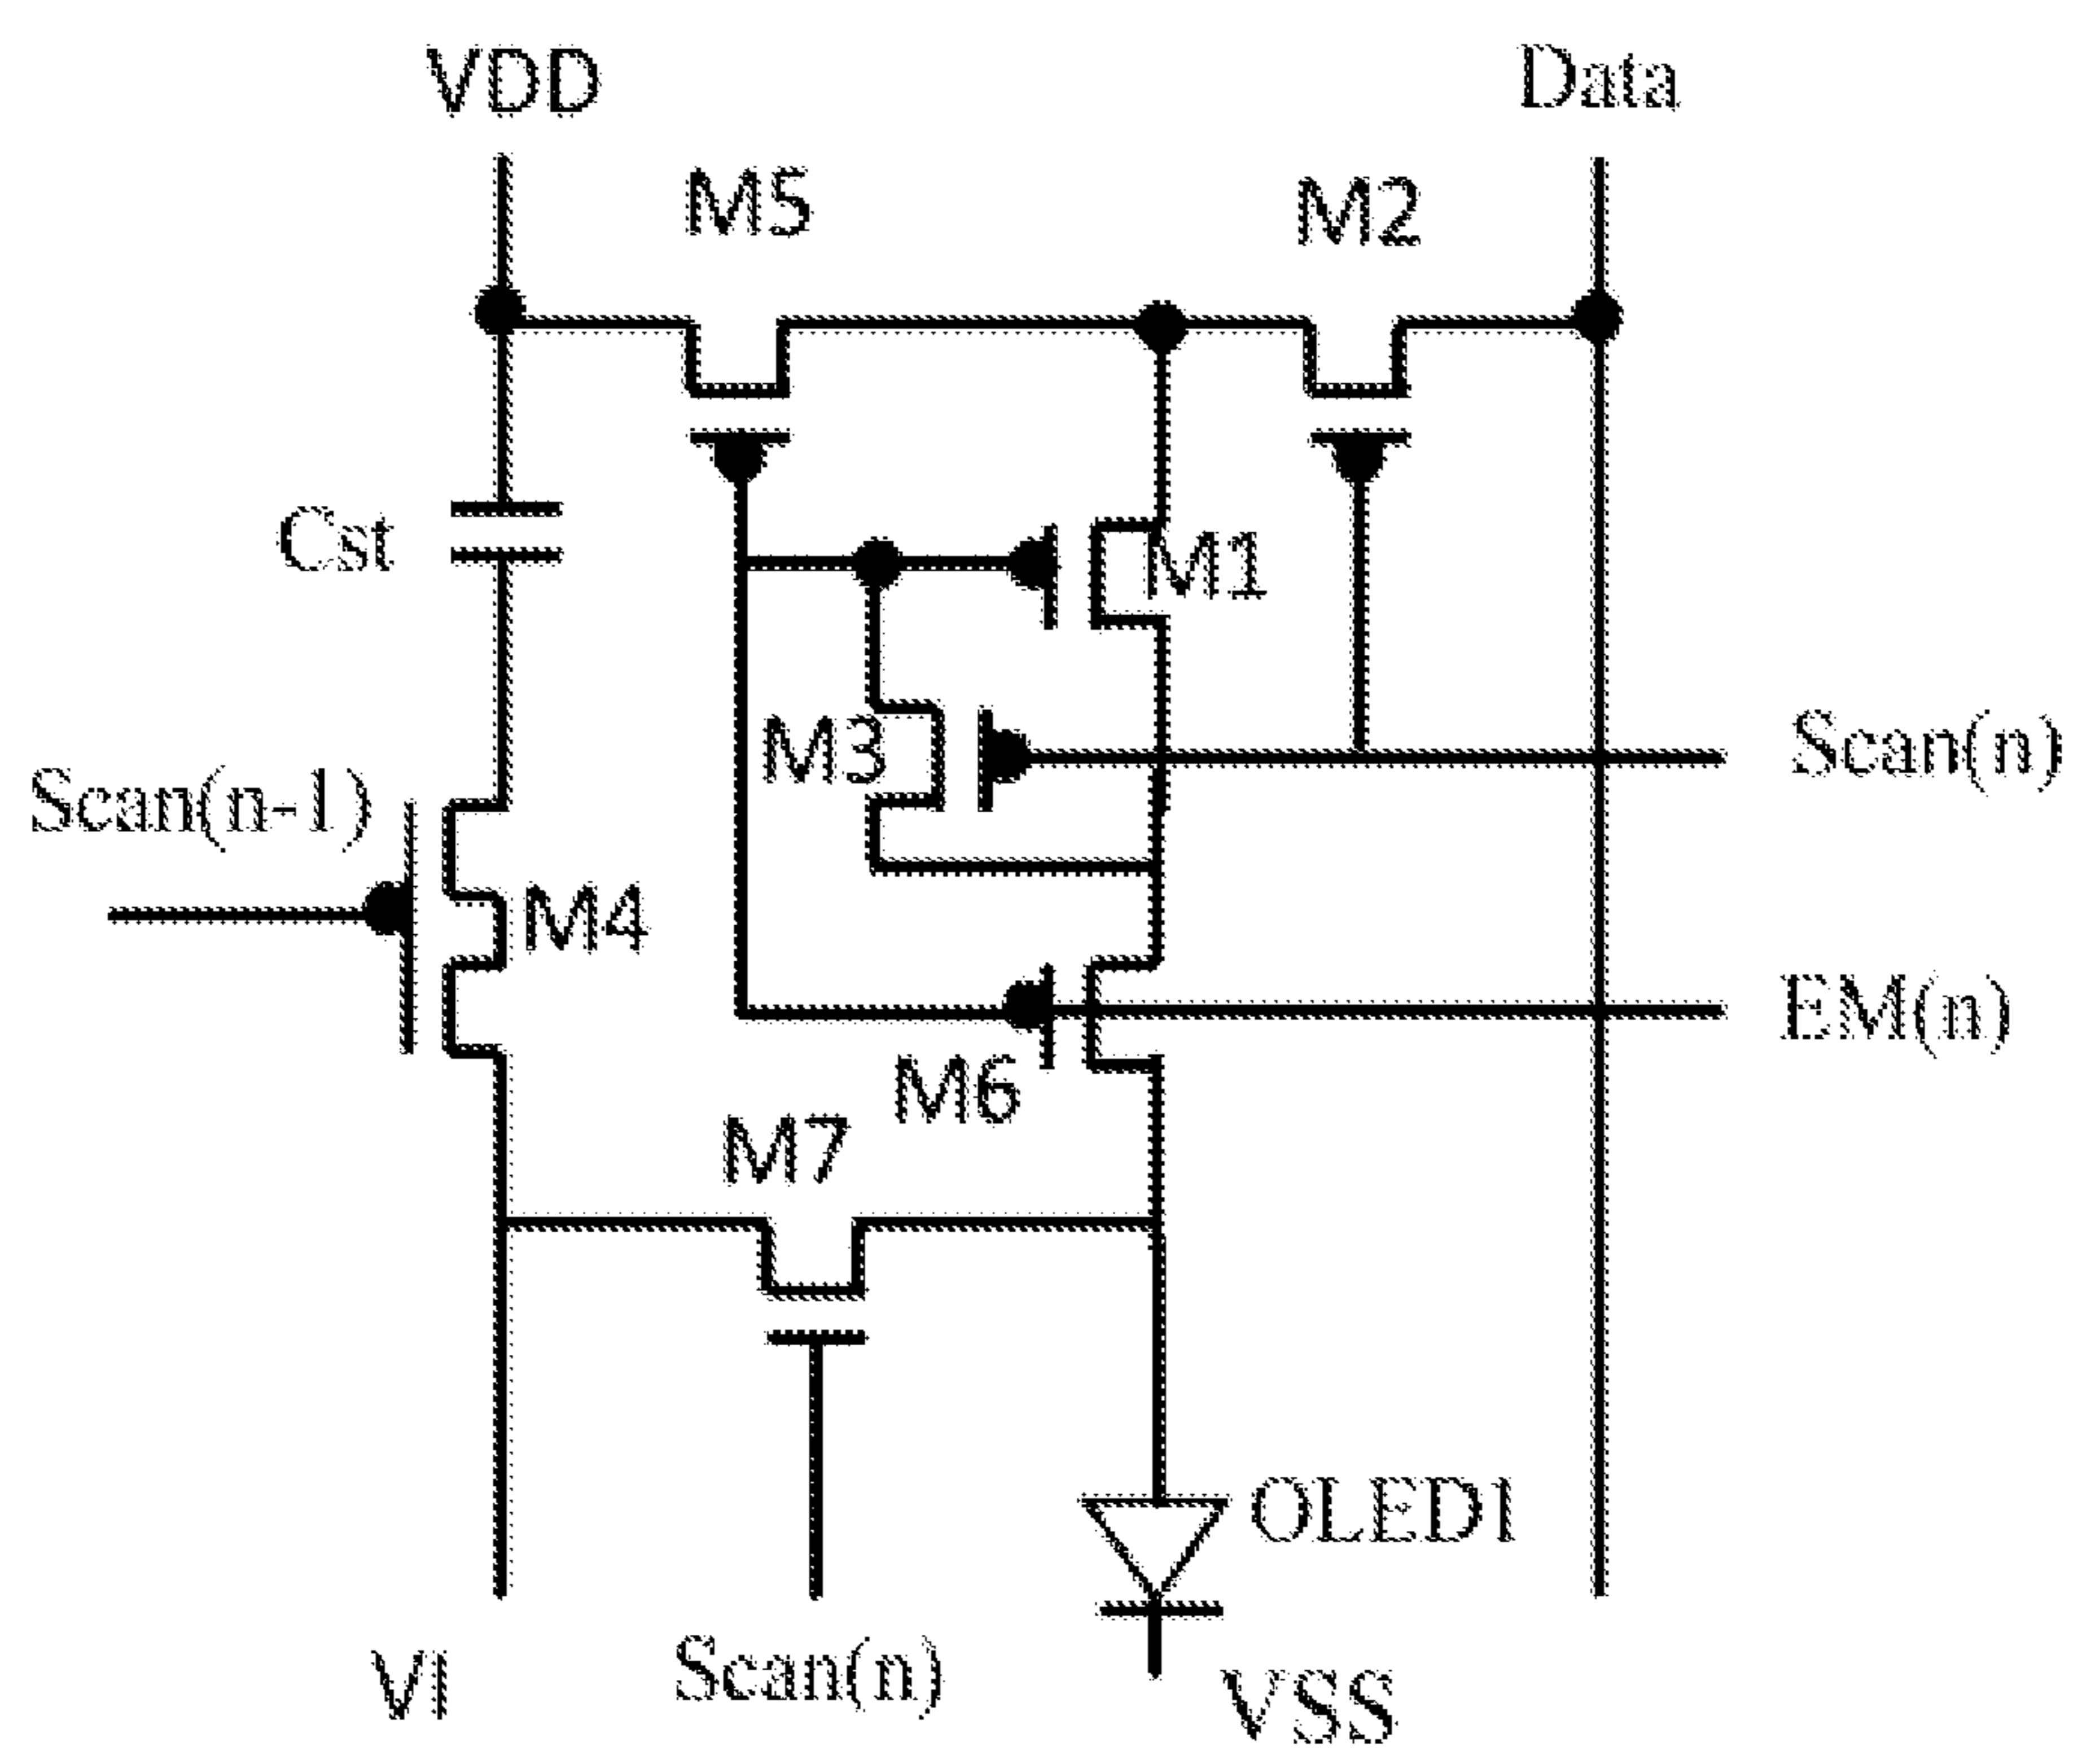 VDD
Data
M5
M2
Cst
M1
M3
Scan(n)
Scan(n-1)
M4
EM(n)
M6
M7
OLED1
VI
Scan(n)
VSS